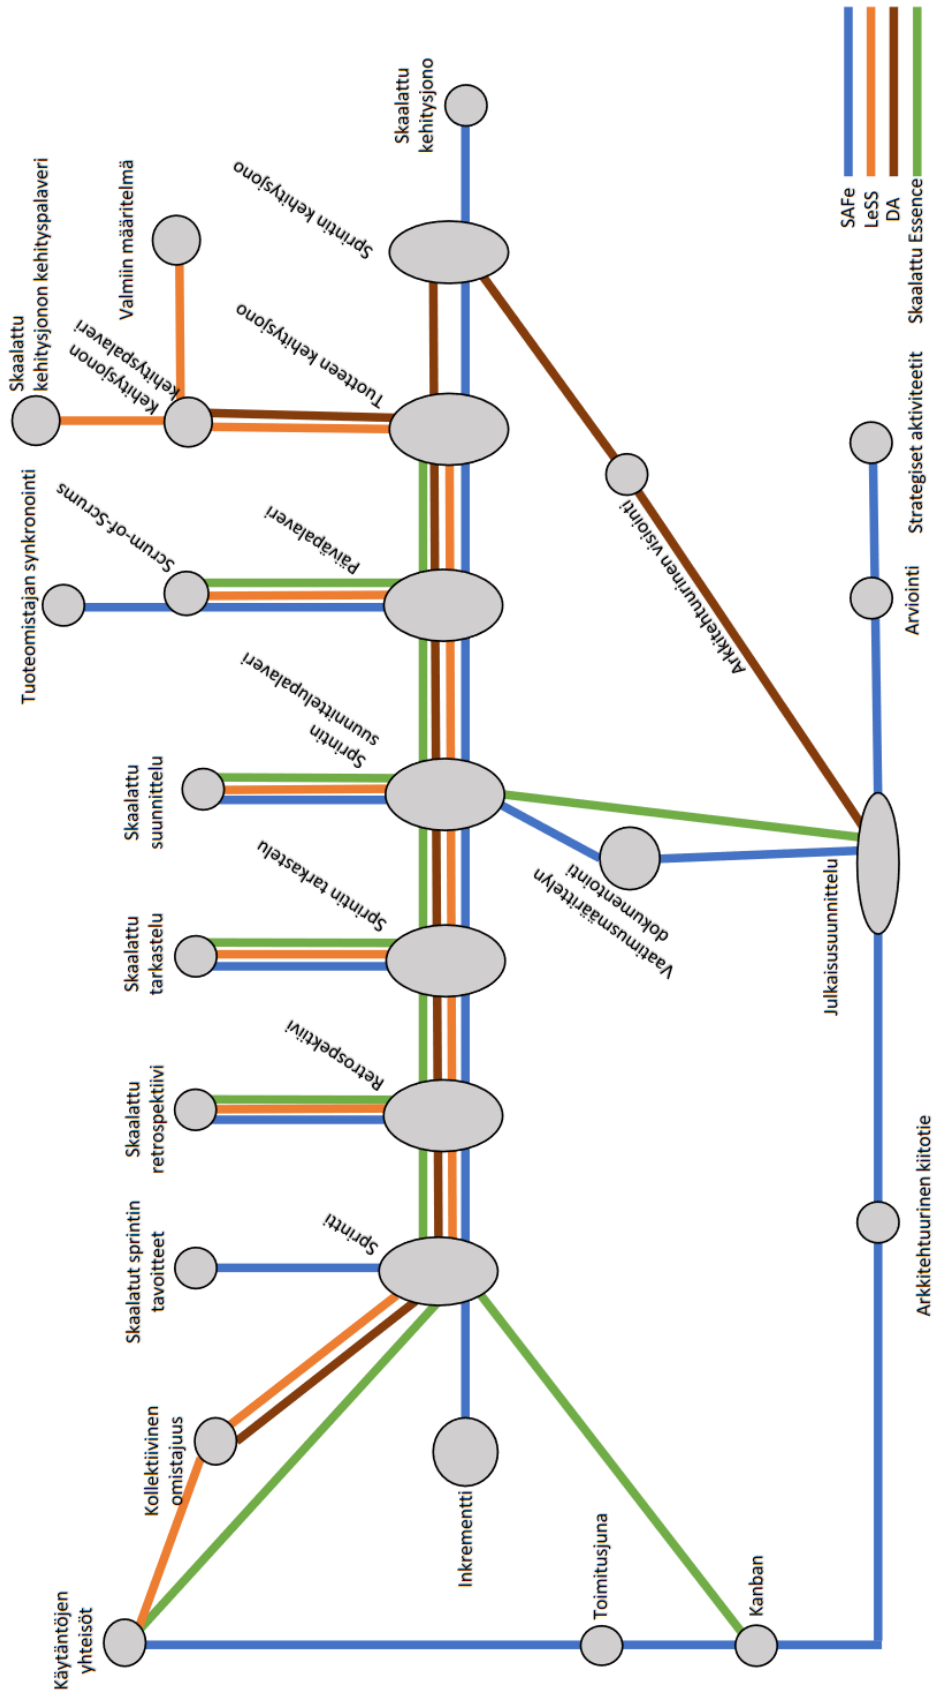 Käytäntöjen
yhteisöt
Kollektiivinen
omistajuus
Skaalatut sprintin
tavoitteet
Skaalattu
retrospektiivi
Skaalattu
tarkastelu
Skaalattu
suunnittelu
Tuoteomistajan synkronointi
Scrum-of-Scrums
Skaalattu
kehitysjonon kehityspalaveri
Kehitysjonon
kehityspalaveri
Valmiin määritelmä
Inkrementti
Sprintti
Retrospektiivi
Sprintin tarkastelu
Sprintin
suunnittelupalaveri
Päiväpalaveri
Tuotteen kehitysjono
Sprintin kehitysjono
Skaalattu
kehitysjono
Toimitusjuna
Kanban
Vaatimusmäärittelyn
dokumentointi
Arkkitehtuurinen visiointi
Julkaisusuunnittelu
Arkkitehtuurinen kiitotie
Arviointi
Strategiset aktiviteetit
SAFe
LeSS
DA
Skaalattu Essence